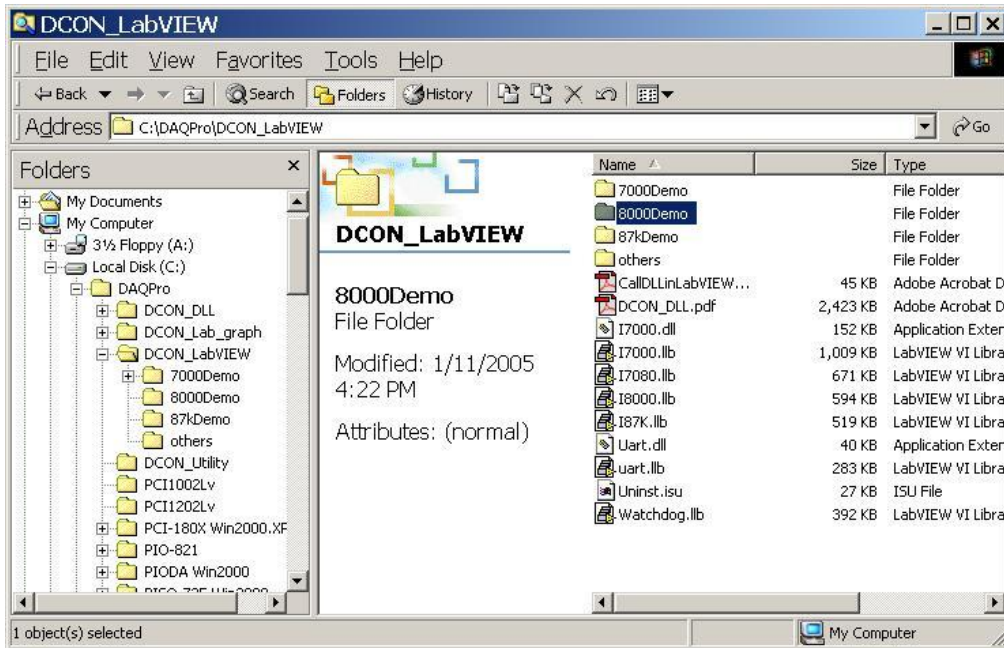 DCON_LabVIEW
File Edit View Favorites Tools Help
Back Search Folders History
Address C:\DAQPro\DCON_LabVIEW Go
Folders
My Documents
My Computer
3½ Floppy (A:)
Local Disk (C:)
DAQPro
DCON_DLL
DCON_Lab_graph
DCON_LabVIEW
7000Demo
8000Demo
87kDemo
others
DCON_Utility
PCI1002Lv
PCI1202Lv
PCI-180X Win2000.XF
PIO-821
PIODA Win2000
DCON_LabVIEW
8000Demo
File Folder
Modified: 1/11/2005
4:22 PM
Attributes: (normal)
Name Size Type
7000Demo File Folder
8000Demo File Folder
87kDemo File Folder
others File Folder
CallDLLinLabVIEW... 45 KB Adobe Acrobat D
DCON_DLL.pdf 2,423 KB Adobe Acrobat D
I7000.dll 152 KB Application Exter
I7000.llb 1,009 KB LabVIEW VI Libra
I7080.llb 671 KB LabVIEW VI Libra
I8000.llb 594 KB LabVIEW VI Libra
I87K.llb 519 KB LabVIEW VI Libra
Uart.dll 40 KB Application Exter
uart.llb 283 KB LabVIEW VI Libra
Uninst.isu 27 KB ISU File
Watchdog.llb 392 KB LabVIEW VI Libra
1 object(s) selected My Computer